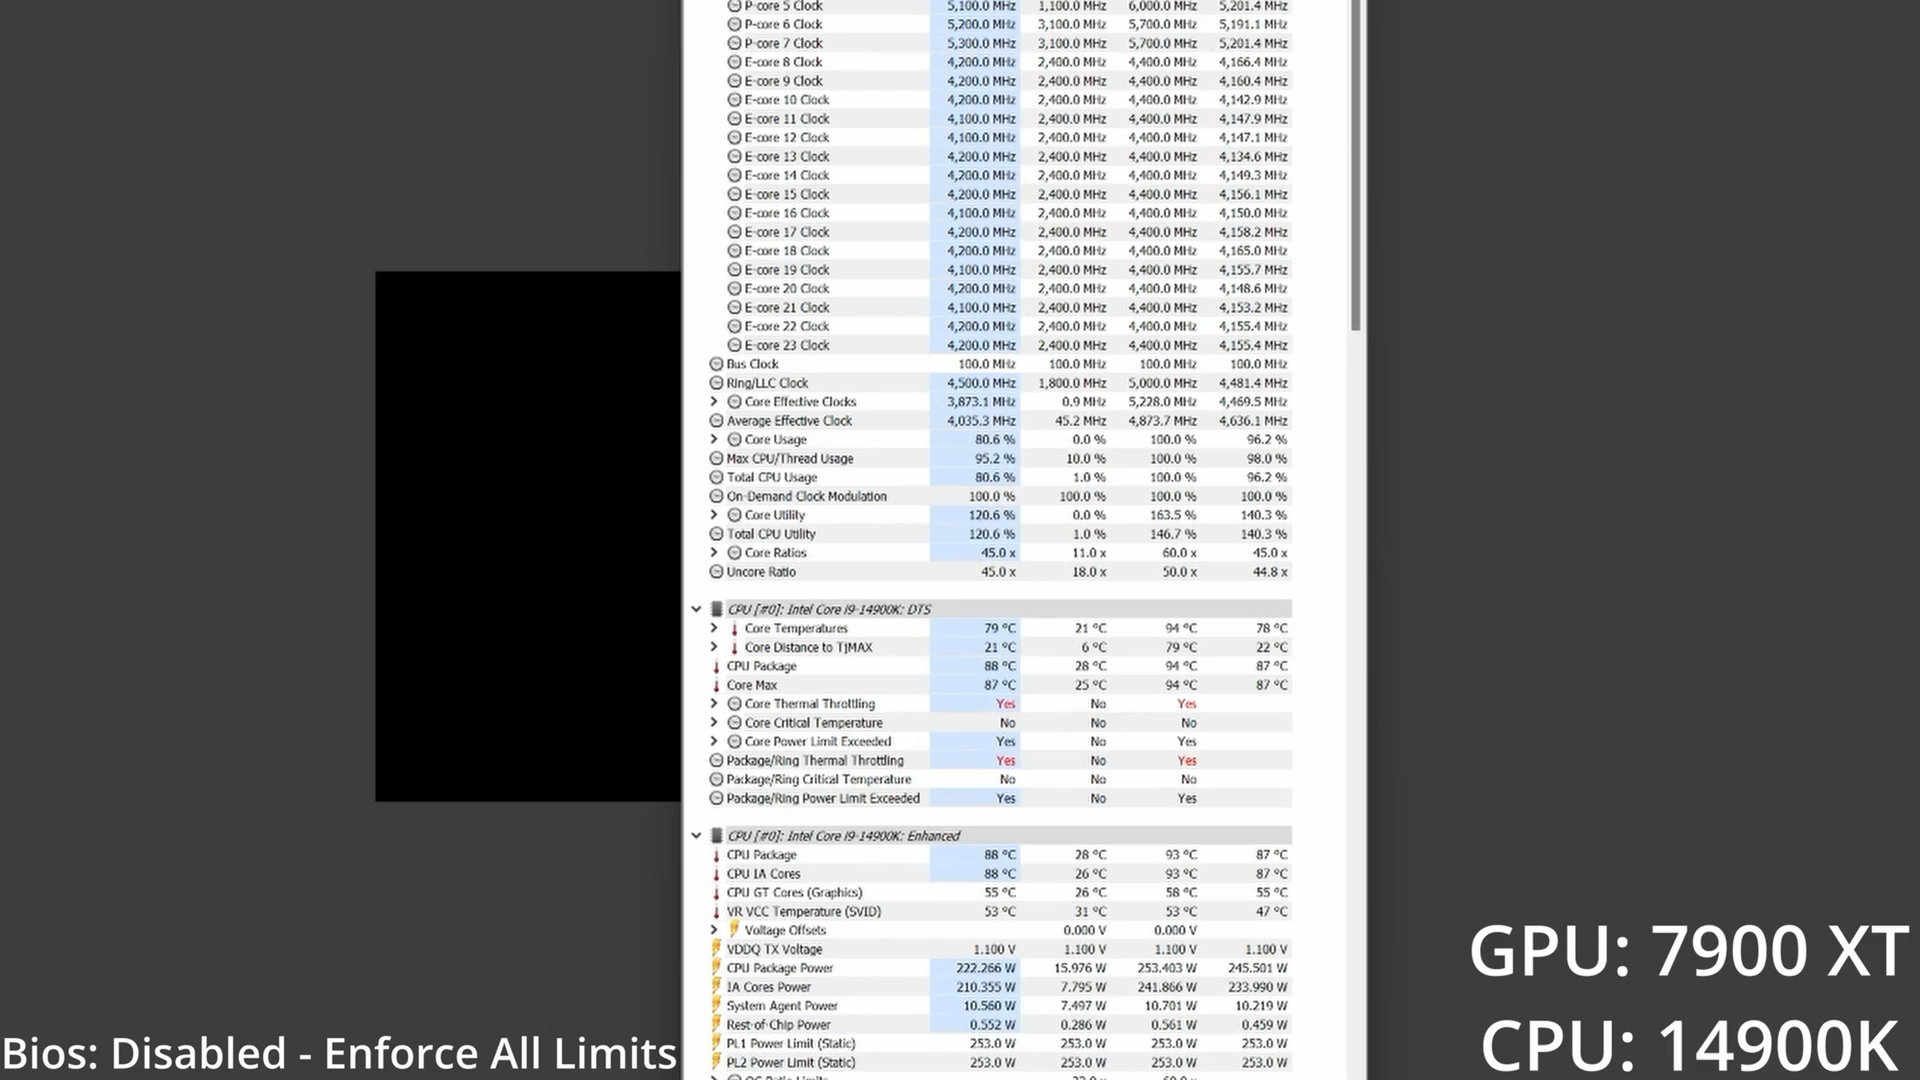 P-core 5 Clock 5,100.0 MHz 1,100.0 MHz 6,000.0 MHz 5,201.4 MHz
P-core 6 Clock 5,200.0 MHz 3,100.0 MHz 5,700.0 MHz 5,191.1 MHz
P-core 7 Clock 5,300.0 MHz 3,100.0 MHz 5,700.0 MHz 5,201.4 MHz
E-core 8 Clock 4,200.0 MHz 2,400.0 MHz 4,400.0 MHz 4,166.4 MHz
E-core 9 Clock 4,200.0 MHz 2,400.0 MHz 4,400.0 MHz 4,160.4 MHz
E-core 10 Clock 4,200.0 MHz 2,400.0 MHz 4,400.0 MHz 4,142.9 MHz
E-core 11 Clock 4,100.0 MHz 2,400.0 MHz 4,400.0 MHz 4,147.9 MHz
E-core 12 Clock 4,100.0 MHz 2,400.0 MHz 4,400.0 MHz 4,147.1 MHz
E-core 13 Clock 4,200.0 MHz 2,400.0 MHz 4,400.0 MHz 4,134.6 MHz
E-core 14 Clock 4,200.0 MHz 2,400.0 MHz 4,400.0 MHz 4,149.3 MHz
E-core 15 Clock 4,200.0 MHz 2,400.0 MHz 4,400.0 MHz 4,156.1 MHz
E-core 16 Clock 4,100.0 MHz 2,400.0 MHz 4,400.0 MHz 4,150.0 MHz
E-core 17 Clock 4,200.0 MHz 2,400.0 MHz 4,400.0 MHz 4,158.2 MHz
E-core 18 Clock 4,200.0 MHz 2,400.0 MHz 4,400.0 MHz 4,165.0 MHz
E-core 19 Clock 4,100.0 MHz 2,400.0 MHz 4,400.0 MHz 4,155.7 MHz
E-core 20 Clock 4,200.0 MHz 2,400.0 MHz 4,400.0 MHz 4,148.6 MHz
E-core 21 Clock 4,100.0 MHz 2,400.0 MHz 4,400.0 MHz 4,153.2 MHz
E-core 22 Clock 4,200.0 MHz 2,400.0 MHz 4,400.0 MHz 4,155.4 MHz
E-core 23 Clock 4,200.0 MHz 2,400.0 MHz 4,400.0 MHz 4,155.4 MHz
Bus Clock 100.0 MHz 100.0 MHz 100.0 MHz 100.0 MHz
Ring/LLC Clock 4,500.0 MHz 1,800.0 MHz 5,000.0 MHz 4,481.4 MHz
Core Effective Clocks 3,873.1 MHz 0.9 MHz 5,228.0 MHz 4,469.5 MHz
Average Effective Clock 4,035.3 MHz 45.2 MHz 4,873.7 MHz 4,636.1 MHz
Core Usage 80.6 % 0.0 % 100.0 % 96.2 %
Max CPU/Thread Usage 95.2 % 10.0 % 100.0 % 98.0 %
Total CPU Usage 80.6 % 1.0 % 100.0 % 96.2 %
On-Demand Clock Modulation 100.0 % 100.0 % 100.0 % 100.0 %
Core Utility 120.6 % 0.0 % 163.5 % 140.3 %
Total CPU Utility 120.6 % 1.0 % 146.7 % 140.3 %
Core Ratios 45.0 x 11.0 x 60.0 x 45.0 x
Uncore Ratio 45.0 x 18.0 x 50.0 x 44.8 x
CPU [#0]: Intel Core i9-14900K: DTS
Core Temperatures 79 °C 21 °C 94 °C 78 °C
Core Distance to TjMAX 21 °C 6 °C 79 °C 22 °C
CPU Package 88 °C 28 °C 94 °C 87 °C
Core Max 87 °C 25 °C 94 °C 87 °C
Core Thermal Throttling Yes No Yes
Core Critical Temperature No No No
Core Power Limit Exceeded Yes No Yes
Package/Ring Thermal Throttling Yes No Yes
Package/Ring Critical Temperature No No No
Package/Ring Power Limit Exceeded Yes No Yes
CPU [#0]: Intel Core i9-14900K: Enhanced
CPU Package 88 °C 28 °C 93 °C 87 °C
CPU IA Cores 88 °C 26 °C 93 °C 87 °C
CPU GT Cores (Graphics) 55 °C 26 °C 58 °C 55 °C
VR VCC Temperature (SVID) 53 °C 31 °C 53 °C 47 °C
Voltage Offsets 0.000 V 0.000 V
VDDQ TX Voltage 1.100 V 1.100 V 1.100 V 1.100 V
CPU Package Power 222.266 W 15.976 W 253.403 W 245.501 W
IA Cores Power 210.355 W 7.795 W 241.866 W 233.990 W
System Agent Power 10.560 W 7.497 W 10.701 W 10.219 W
Rest-of-Chip Power 0.552 W 0.286 W 0.561 W 0.459 W
PL1 Power Limit (Static) 253.0 W 253.0 W 253.0 W 253.0 W
PL2 Power Limit (Static) 253.0 W 253.0 W 253.0 W 253.0 W
GPU: 7900 XT
CPU: 14900K
Bios: Disabled - Enforce All Limits